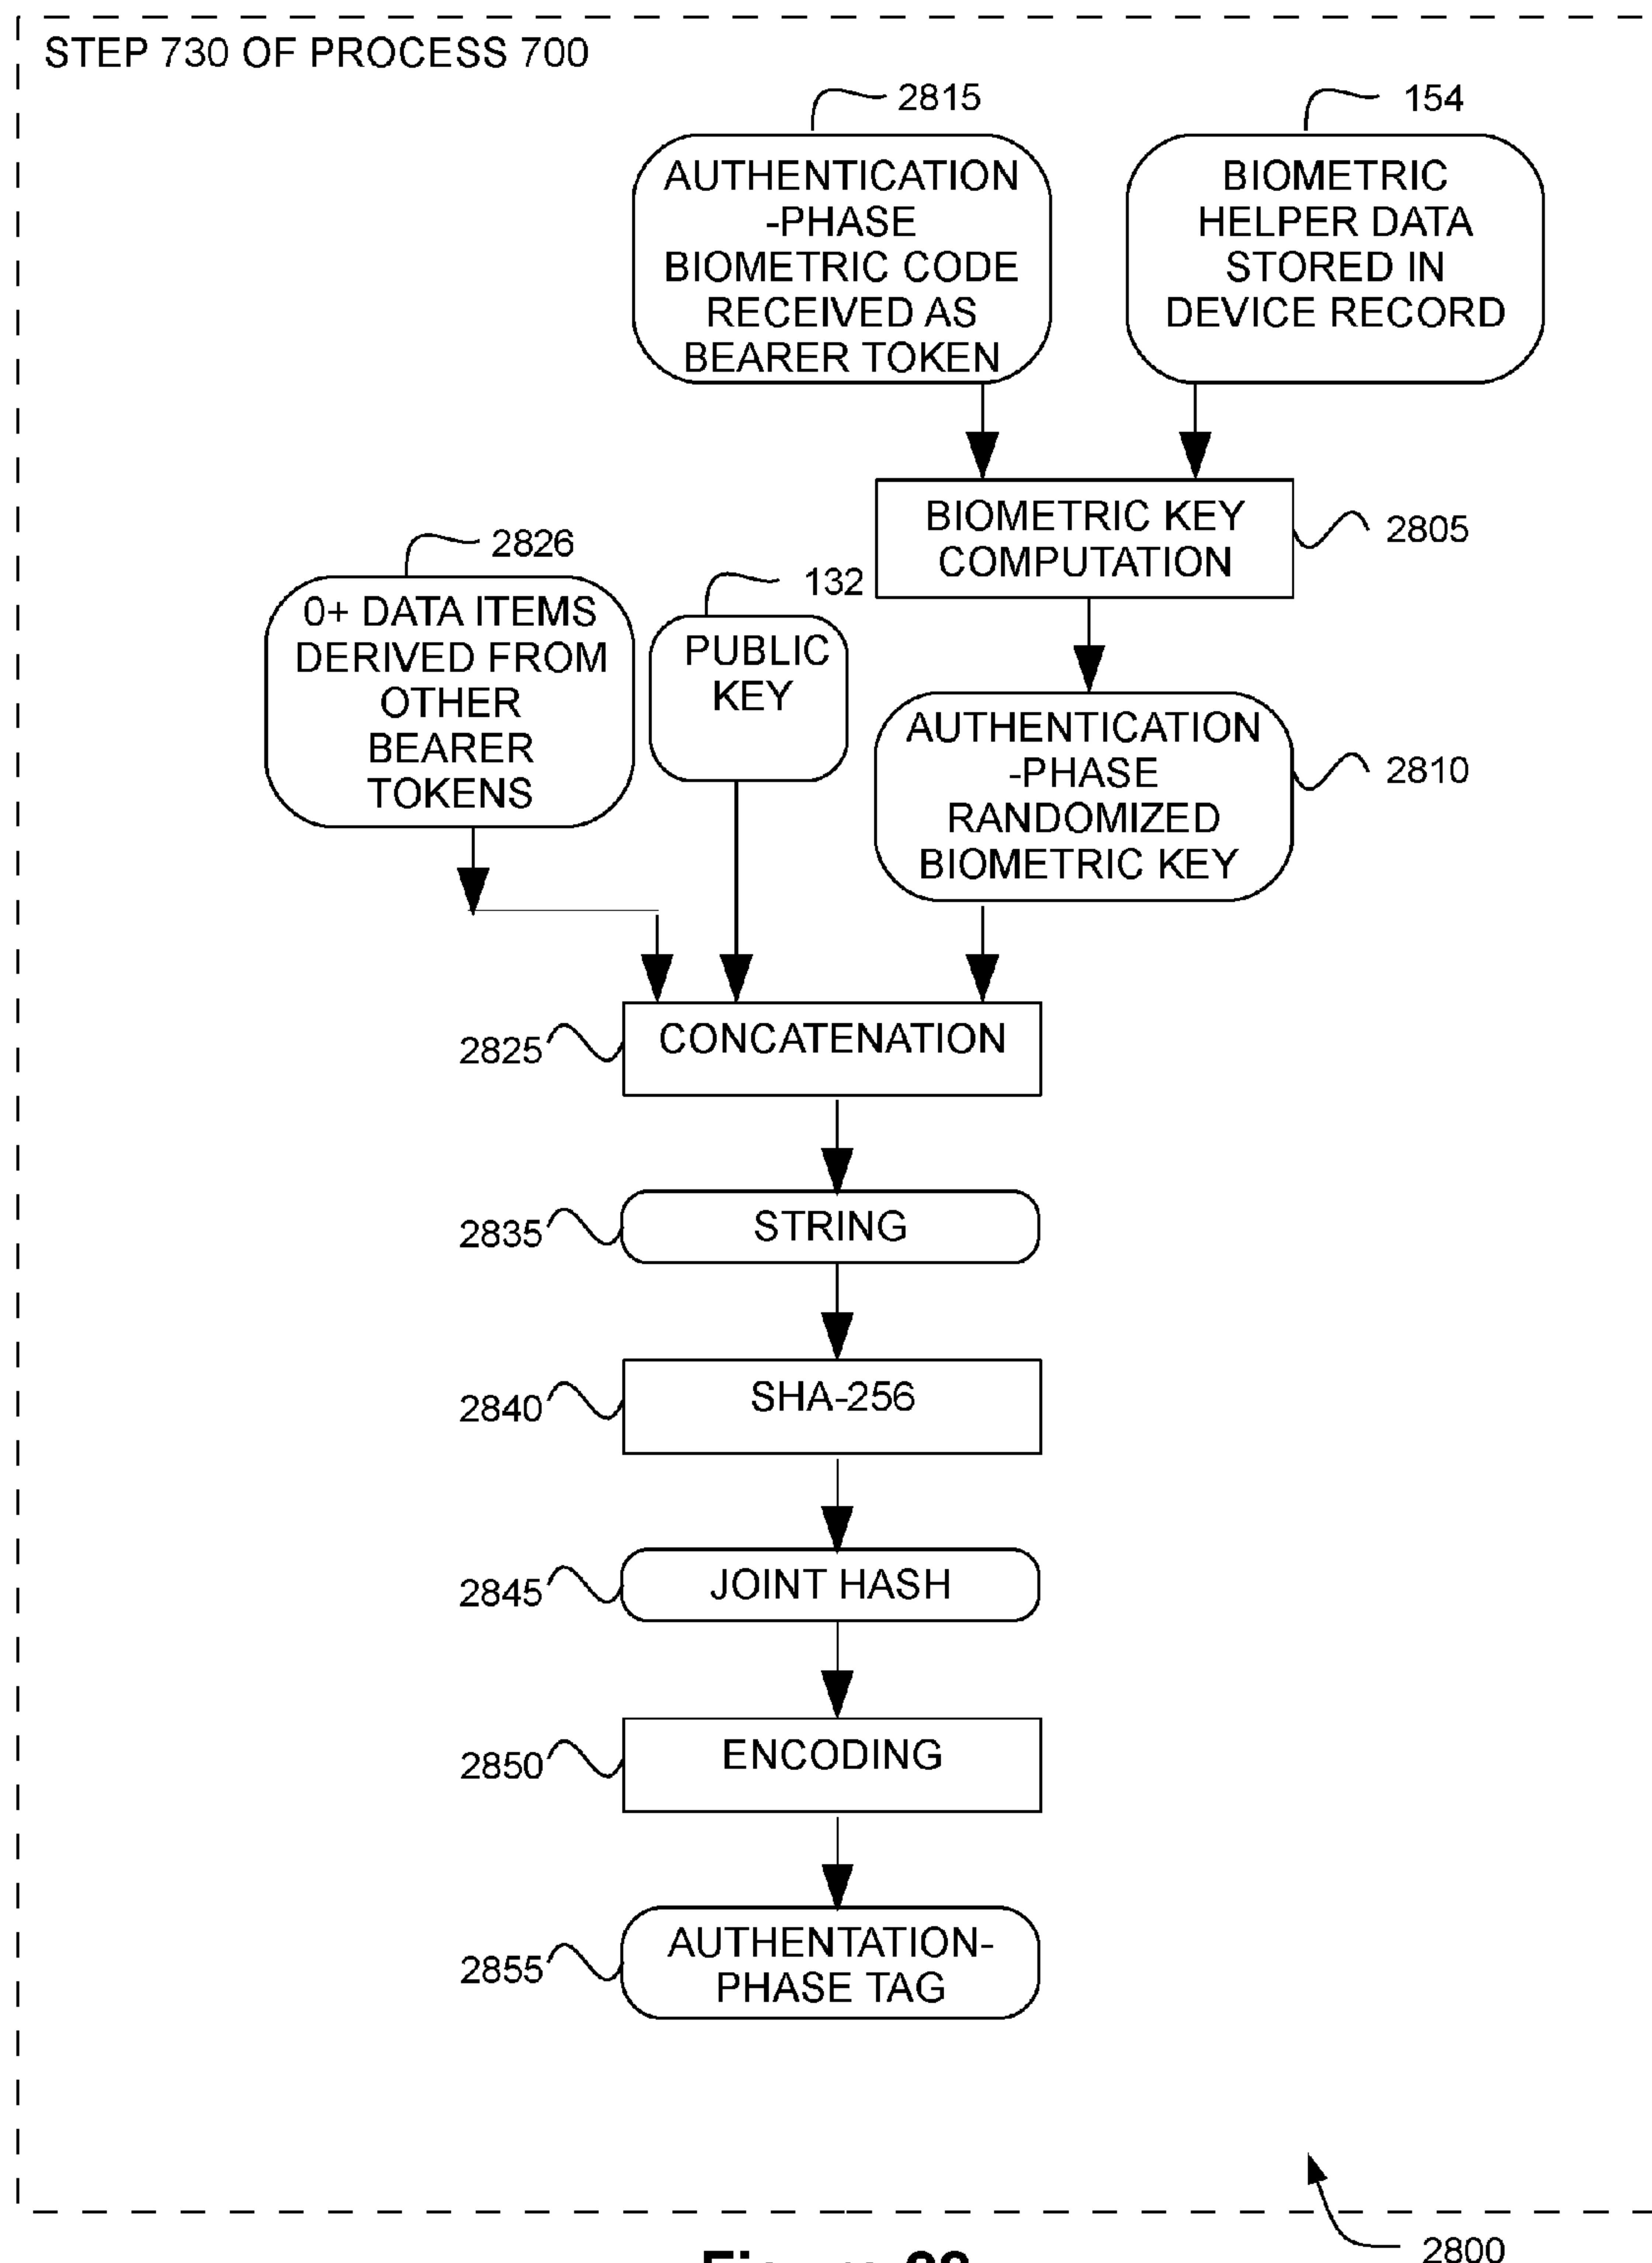 STEP 730 OF PROCESS 700
2815
154
AUTHENTICATION
-PHASE
BIOMETRIC CODE
RECEIVED AS
BEARER TOKEN
BIOMETRIC
HELPER DATA
STORED IN
DEVICE RECORD
BIOMETRIC KEY
COMPUTATION
2805
2826
0+ DATA ITEMS
DERIVED FROM
OTHER
BEARER
TOKENS
132
PUBLIC
KEY
AUTHENTICATION
-PHASE
RANDOMIZED
BIOMETRIC KEY
2810
2825
CONCATENATION
2835
STRING
2840
SHA-256
2845
JOINT HASH
2850
ENCODING
2855
AUTHENTATION-
PHASE TAG
2800
Figure 28